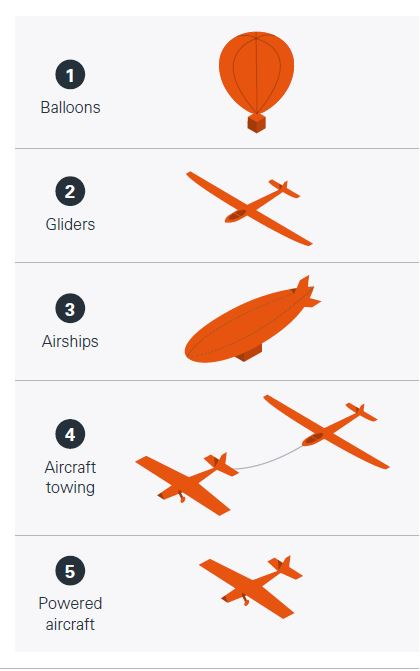 1
Balloons
2
Gliders
3
Airships
4
Aircraft
towing
5
Powered
aircraft